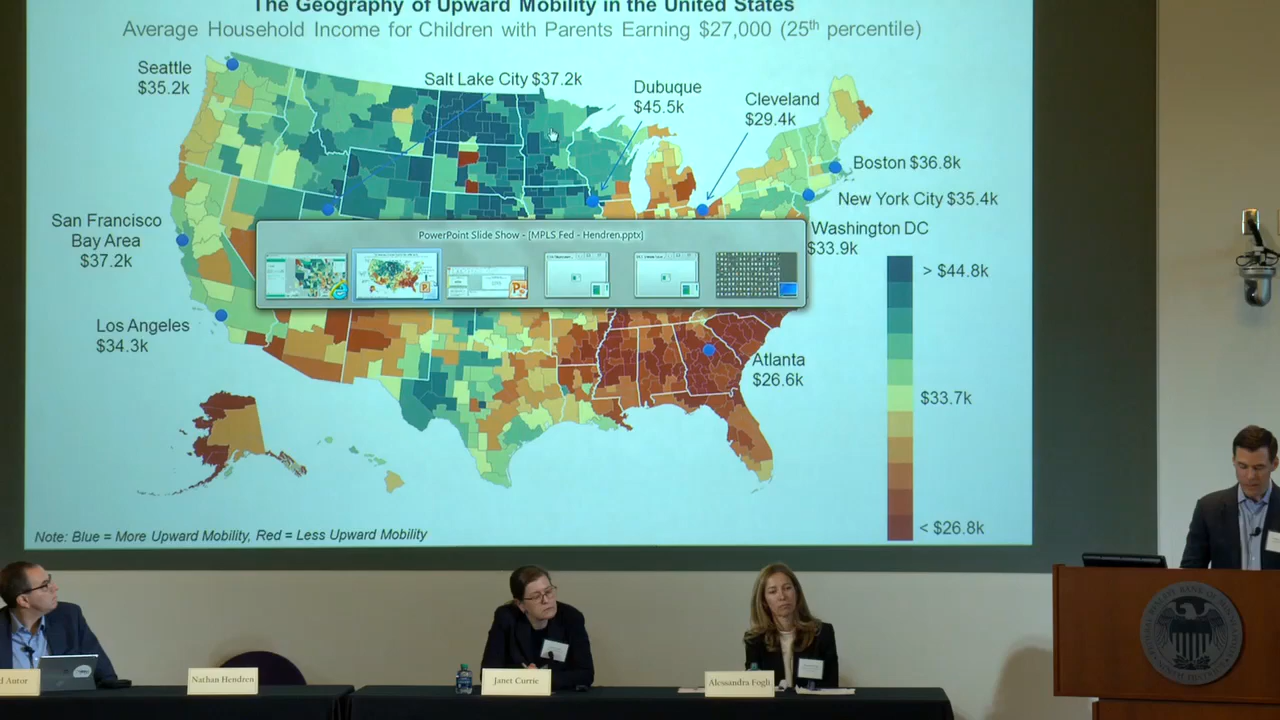 The Geography of Upward Mobility in the United States
Average Household Income for Children with Parents Earning $27,000 (25th percentile)
Seattle
$35.2k
Salt Lake City $37.2k
Dubuque
$45.5k
Cleveland
$29.4k
Boston $36.8k
New York City $35.4k
San Francisco
Bay Area
$37.2k
Washington DC
$33.9k
PowerPoint Slide Show - [MPLS Fed - Hendren.pptx]
> $44.8k
Los Angeles
$34.3k
Atlanta
$26.6k
$33.7k
< $26.8k
Note: Blue = More Upward Mobility, Red = Less Upward Mobility
d Autor
Nathan Hendren
Janet Currie
Alessandra Fogli